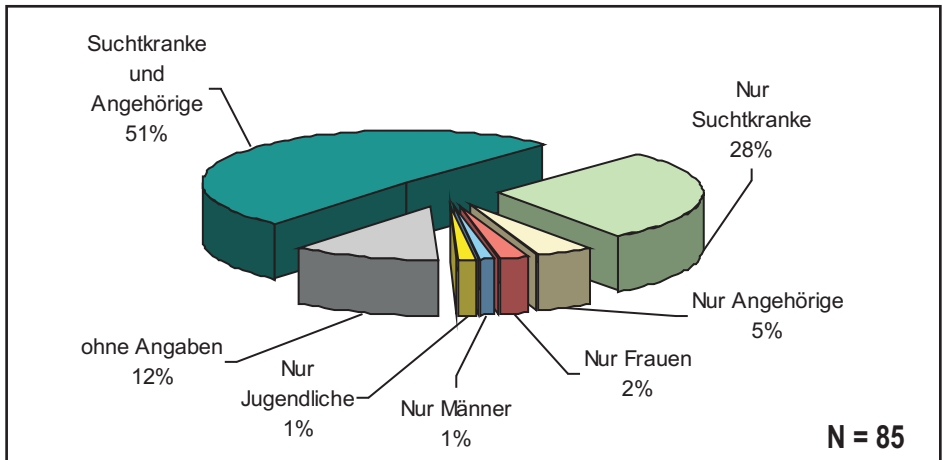 Suchtkranke
und
Angehörige
51%
Nur
Suchtkranke
28%
Nur Angehörige
5%
Nur Frauen
2%
Nur Männer
1%
Nur
Jugendliche
1%
ohne Angaben
12%
N = 85